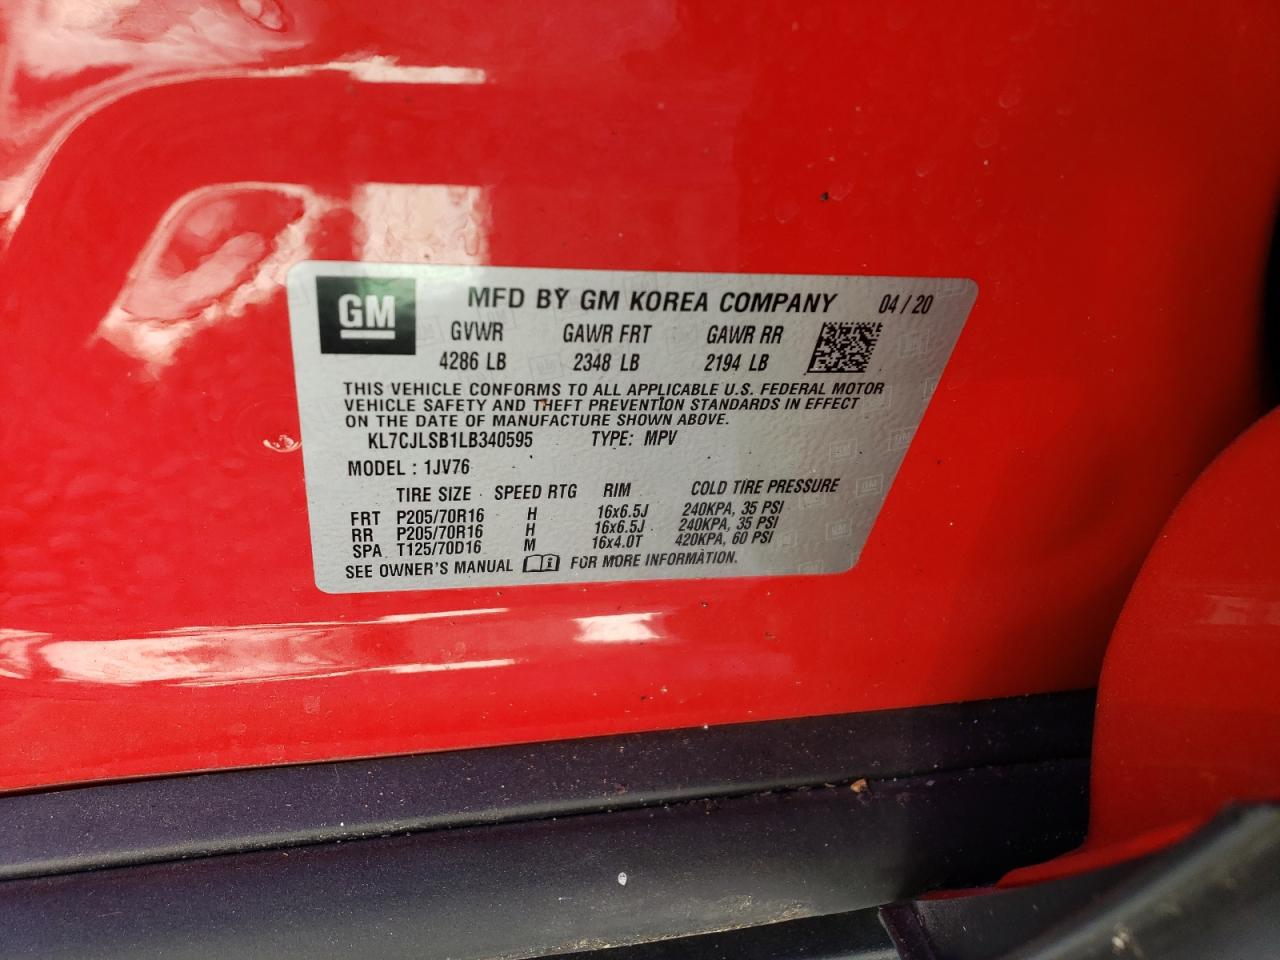 GM MFD BY GM KOREA COMPANY 04 / 20
GVWR GAWR FRT GAWR RR
4286 LB 2348 LB 2194 LB
THIS VEHICLE CONFORMS TO ALL APPLICABLE U.S. FEDERAL MOTOR
VEHICLE SAFETY AND THEFT PREVENTION STANDARDS IN EFFECT
ON THE DATE OF MANUFACTURE SHOWN ABOVE.
KL7CJLSB1LB340595 TYPE: MPV
MODEL : 1JV76
TIRE SIZE SPEED RTG RIM COLD TIRE PRESSURE
FRT P205/70R16 H 16x6.5J 240KPA, 35 PSI
RR P205/70R16 H 16x6.5J 240KPA, 35 PSI
SPA T125/70D16 M 16x4.0T 420KPA, 60 PSI
SEE OWNER'S MANUAL FOR MORE INFORMATION.